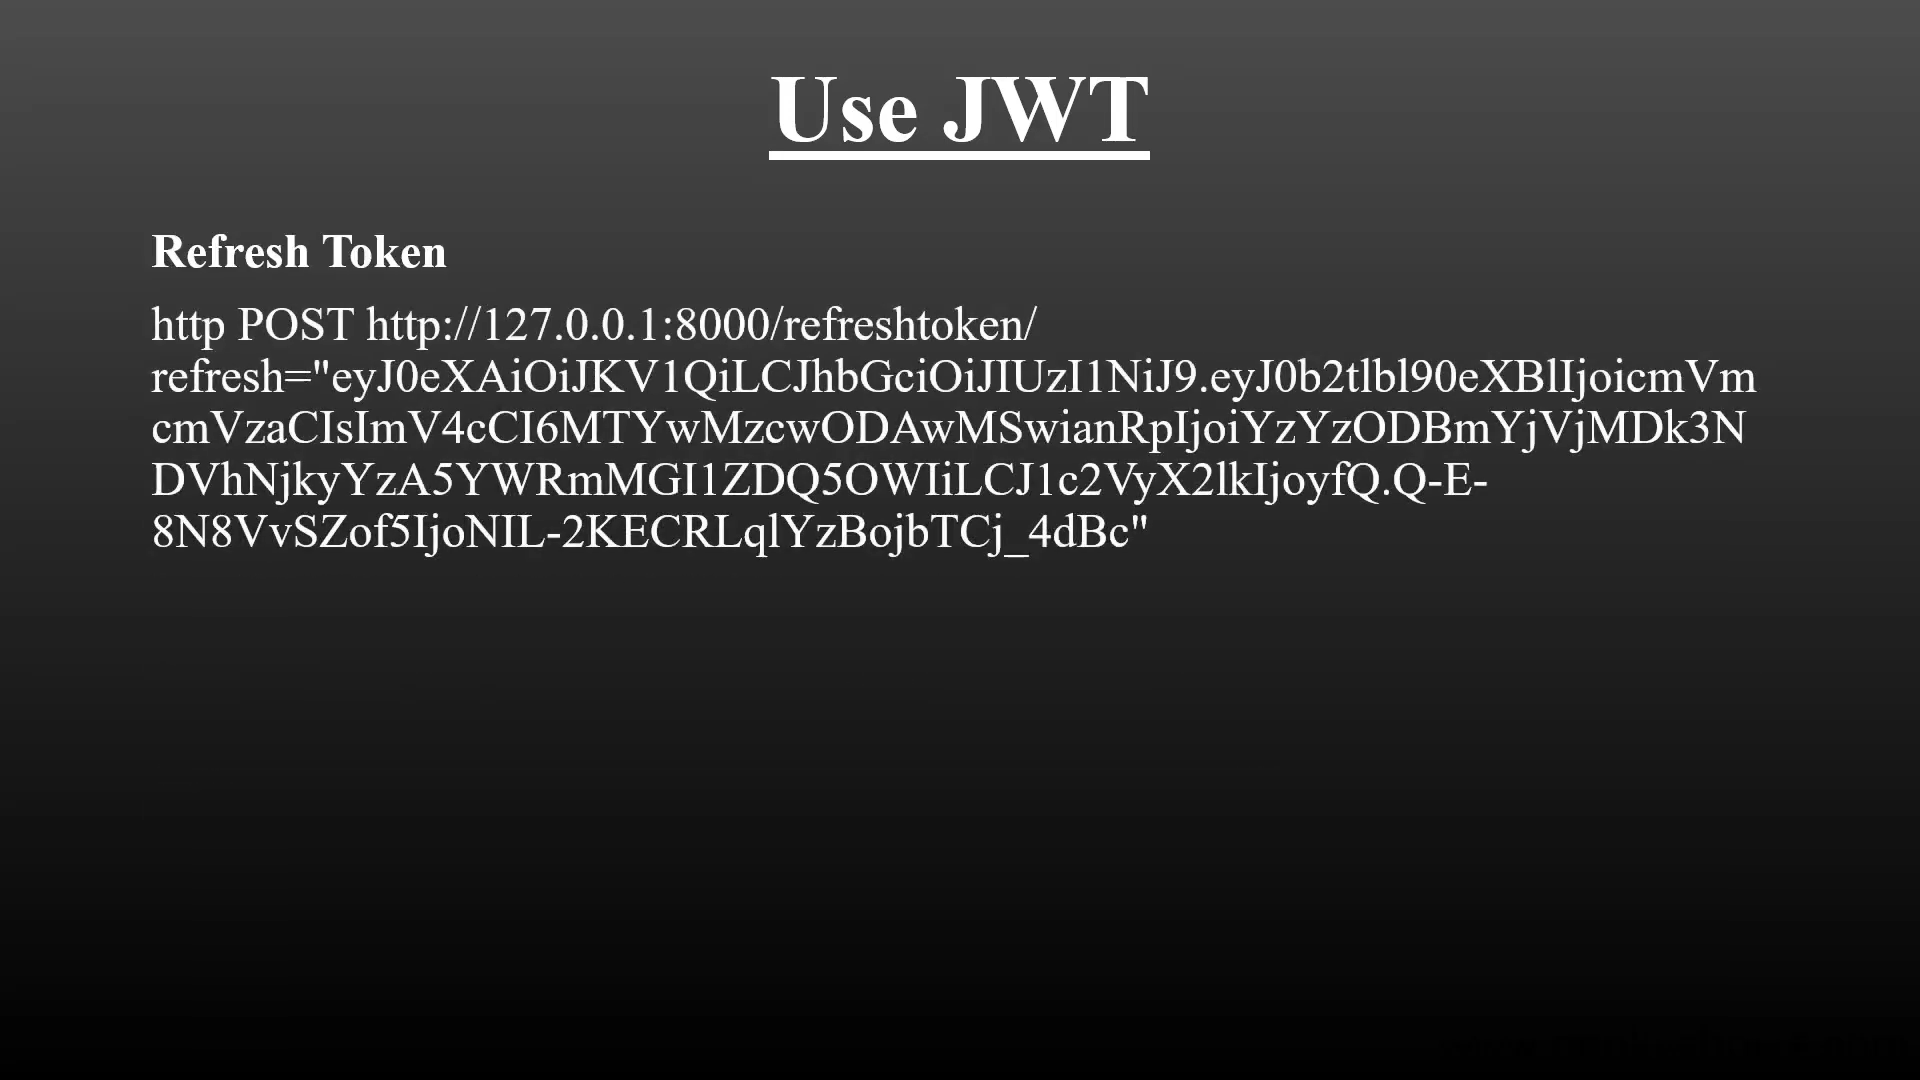 Use JWT
Refresh Token
http POST http://127.0.0.1:8000/refreshtoken/
refresh="eyJ0eXAiOiJKV1QiLCJhbGciOiJIUzI1NiJ9.eyJ0b2tlbl90eXBlIjoicmVm
cmVzaCIsImV4cCI6MTYwMzcwODAwMSwianRpIjoiYzYzODBmYjVjMDk3N
DVhNjkyYzA5YWRmMGI1ZDQ5OWIiLCJ1c2VyX2lkIjoyfQ.Q-E-
8N8VvSZof5IjoNIL-2KECRLqlYzBojbTCj_4dBc"